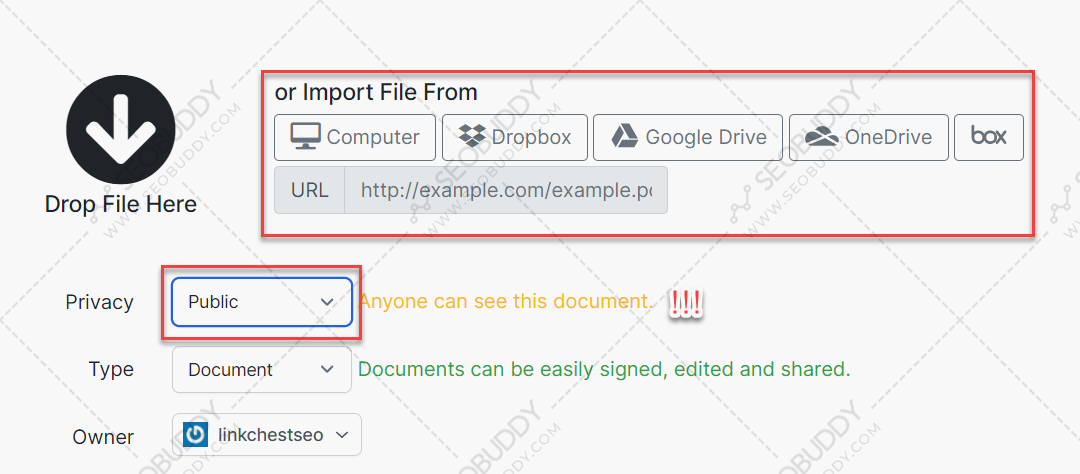 or Import File From
Computer Dropbox Google Drive OneDrive box
URL http://example.com/example.pd
Drop File Here
Privacy Public Anyone can see this document. !!!!
Type Document Documents can be easily signed, edited and shared.
Owner linkchestseo
SEOBUDDY
WWW.SEOBUDDY.COM